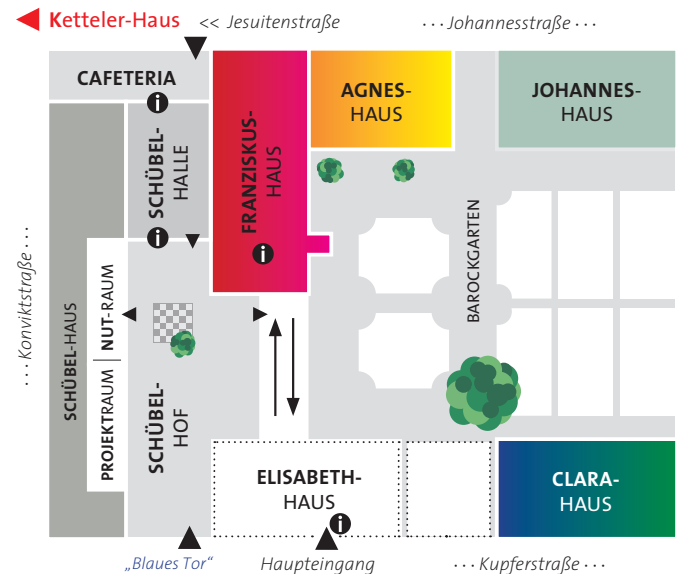 Ketteler-Haus << Jesuitenstraße ··· Johannesstraße ···
CAFETERIA
i
SCHÜBEL-
HALLE
i
FRANZISKUS-
HAUS
i
AGNES-
HAUS
JOHANNES-
HAUS
BAROCKGARTEN
··· Konviktstraße ···
SCHÜBEL-HAUS
PROJEKTRAUM | NUT-RAUM
SCHÜBEL-
HOF
ELISABETH-
HAUS
i
CLARA-
HAUS
„Blaues Tor“ Haupteingang ··· Kupferstraße ···